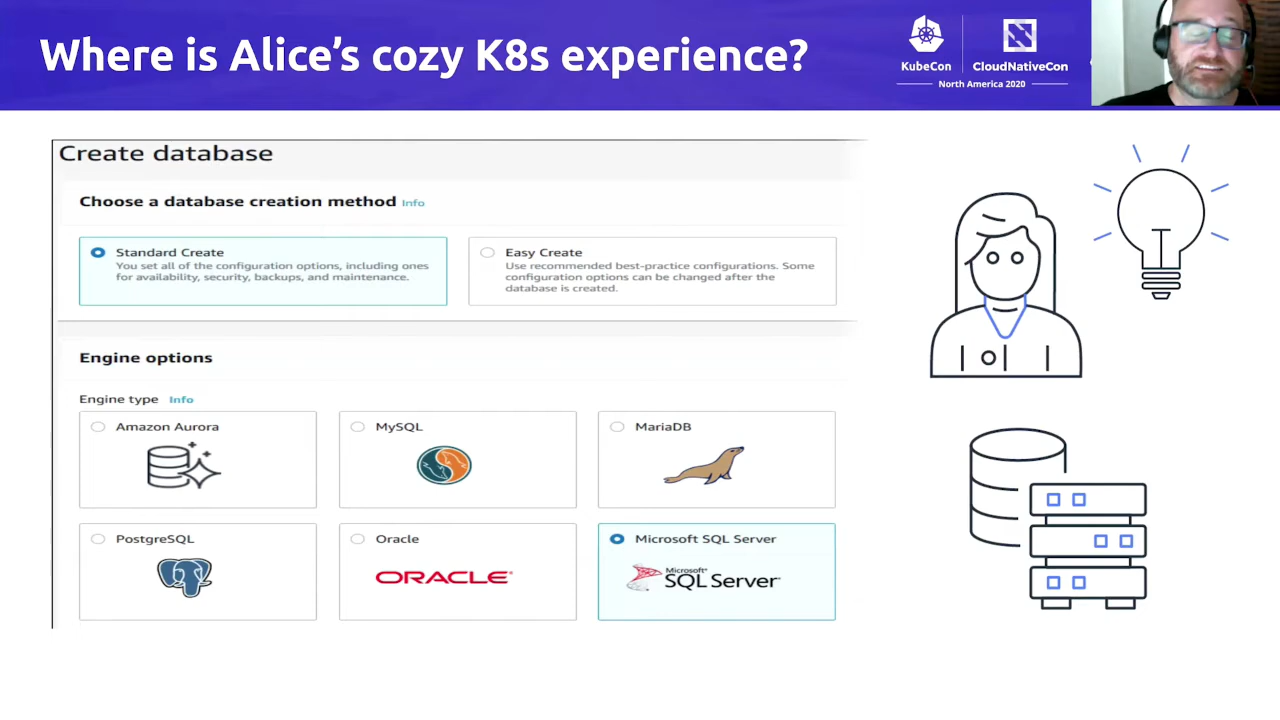 Where is Alice's cozy K8s experience?
KubeCon
CloudNativeCon
North America 2020
Create database
Choose a database creation method Info
Standard Create
You set all of the configuration options, including ones
for availability, security, backups, and maintenance.
Easy Create
Use recommended best-practice configurations. Some
configuration options can be changed after the
database is created.
Engine options
Engine type Info
Amazon Aurora
MySQL
MariaDB
PostgreSQL
Oracle
Microsoft SQL Server
ORACLE
Microsoft
SQL Server